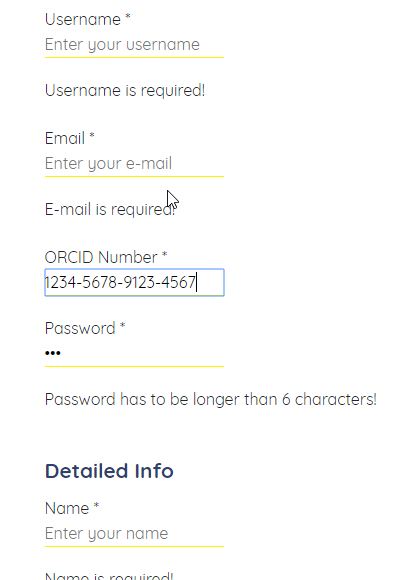 Username *
Enter your username
Username is required!
Email *
Enter your e-mail
E-mail is required!
ORCID Number *
1234-5678-9123-4567
Password *
•••
Password has to be longer than 6 characters!
Detailed Info
Name *
Enter your name
Name is required!